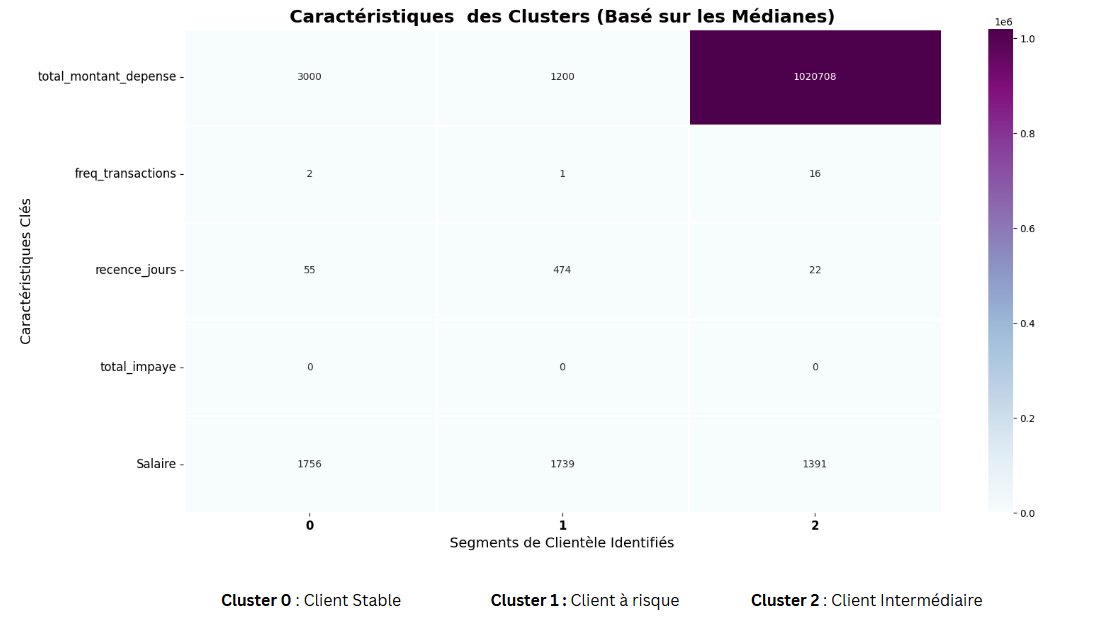 Caractéristiques  des Clusters (Basé sur les Médianes)
1e6
total_montant_depense
3000
1200
1020708
1.0
0.8
freq_transactions
2
1
16
Caractéristiques Clés
0.6
recence_jours
55
474
22
0.4
total_impaye
0
0
0
0.2
Salaire
1756
1739
1391
0.0
0
1
2
Segments de Clientèle Identifiés
Cluster 0 : Client Stable
Cluster 1 : Client à risque
Cluster 2 : Client Intermédiaire